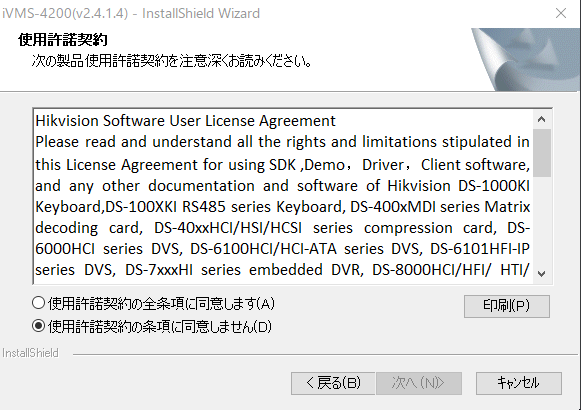 iVMS-4200(v2.4.1.4) - InstallShield Wizard
使用許諾契約
次の製品使用許諾契約を注意深くお読みください。
Hikvision Software User License Agreement
Please read and understand all the rights and limitations stipulated in
this License Agreement for using SDK ,Demo，Driver，Client software,
and any other documentation and software of Hikvision DS-1000KI
Keyboard,DS-100XKI RS485 series Keyboard, DS-400xMDI series Matrix
decoding card, DS-40xxHCI/HSI/HCSI series compression card, DS-
6000HCI series DVS, DS-6100HCI/HCI-ATA series DVS, DS-6101HFI-IP
series DVS, DS-7xxxHI series embedded DVR, DS-8000HCI/HFI/ HTI/
使用許諾契約の全条項に同意します(A)
使用許諾契約の条項に同意しません(D)
印刷(P)
InstallShield
< 戻る(B)
次へ(N)>
キャンセル